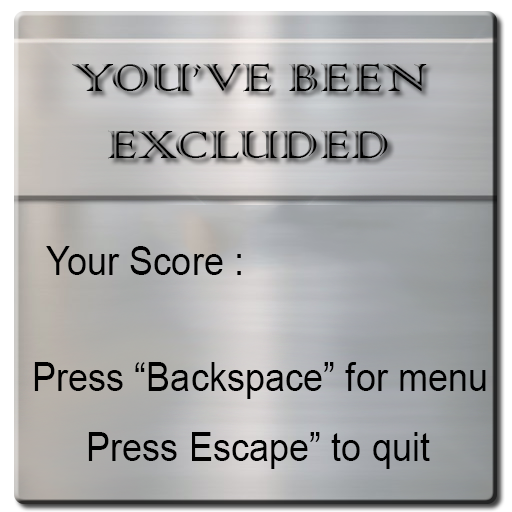 YOU'VE BEEN
EXCLUDED
Your Score :
Press “Backspace” for menu
Press Escape” to quit